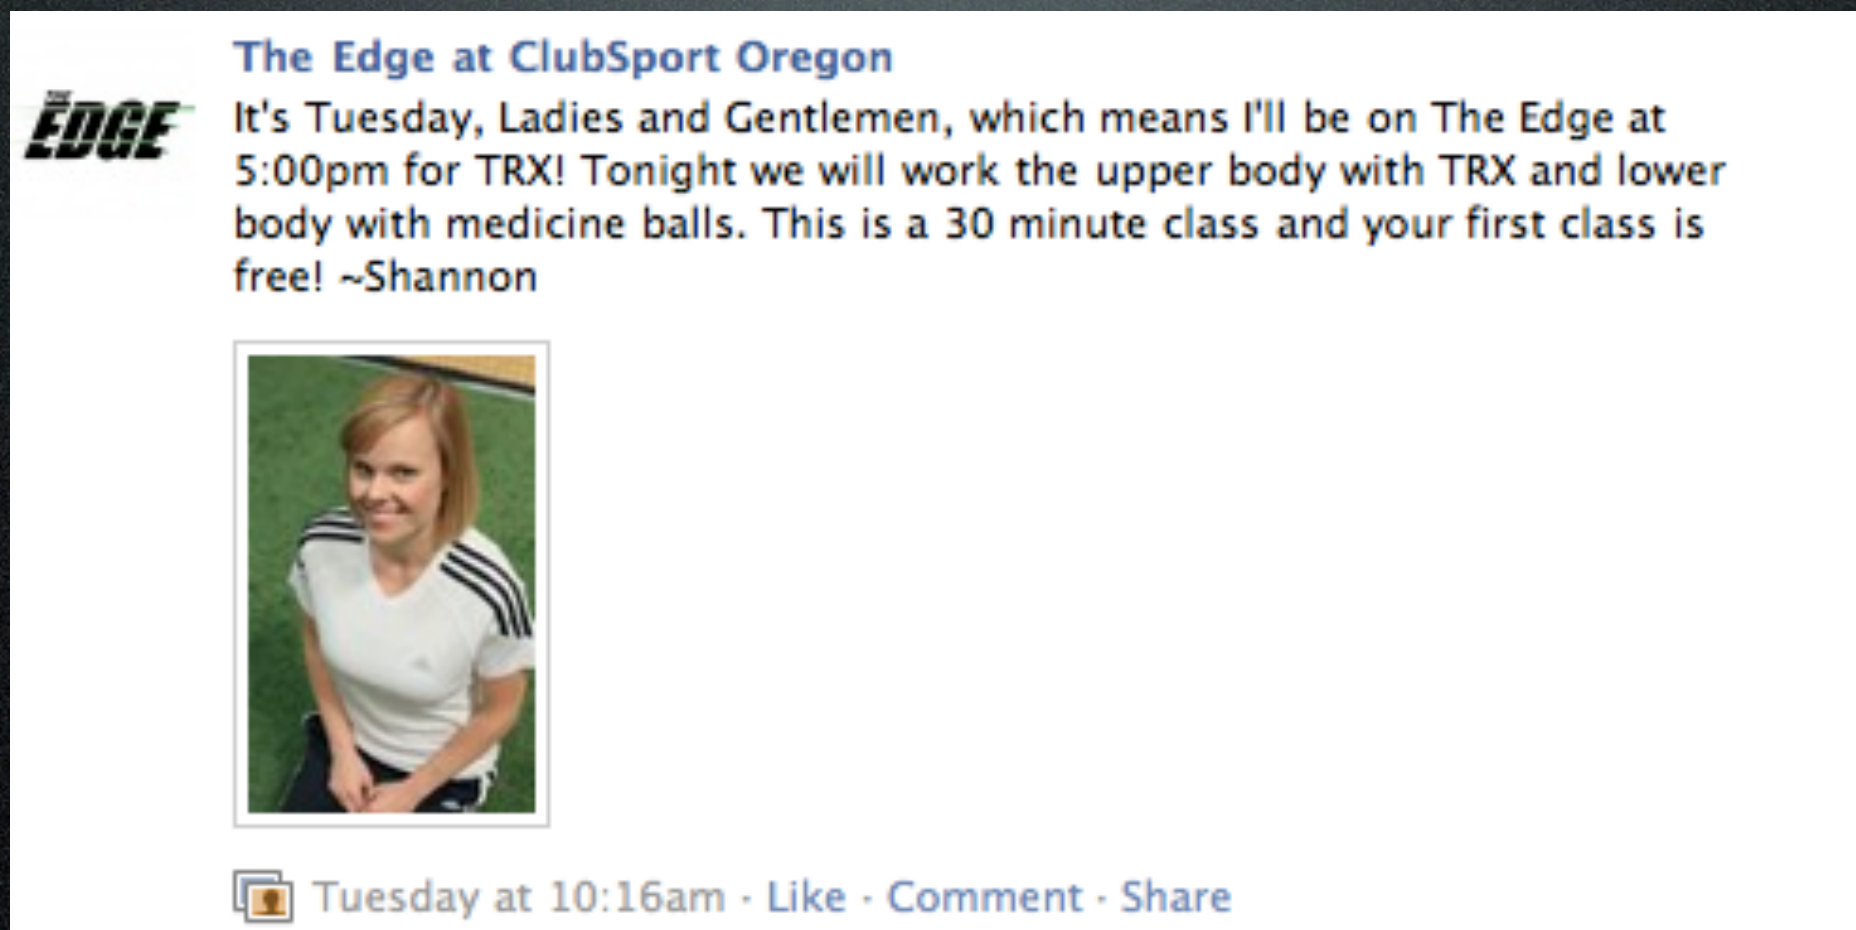 The Edge at ClubSport Oregon
THE EDGE
It's Tuesday, Ladies and Gentlemen, which means I'll be on The Edge at
5:00pm for TRX! Tonight we will work the upper body with TRX and lower
body with medicine balls. This is a 30 minute class and your first class is
free! ~Shannon
Tuesday at 10:16am · Like · Comment · Share